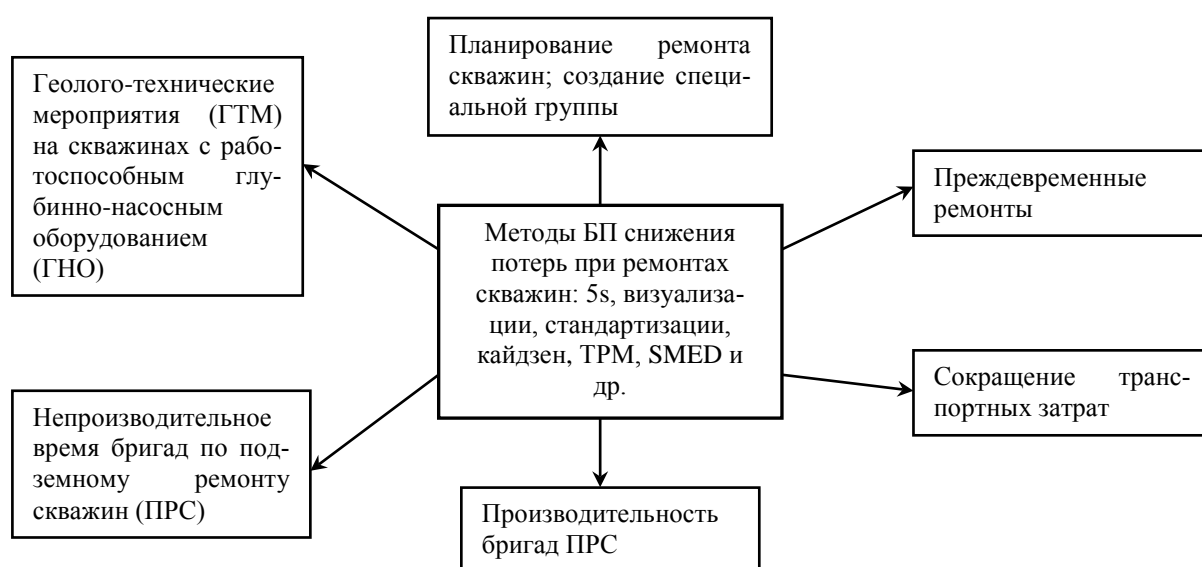 Планирование ремонта
скважин; создание специ-
альной группы
Геолого-технические
мероприятия (ГТМ)
на скважинах с рабо-
тоспособным глу-
бинно-насосным
оборудованием
(ГНО)
Преждевременные
ремонты
Методы БП снижения
потерь при ремонтах
скважин: 5s, визуализа-
ции, стандартизации,
кайдзен, TPM, SMED и
др.
Сокращение транс-
портных затрат
Непроизводительное
время бригад по под-
земному ремонту
скважин (ПРС)
Производительность
бригад ПРС